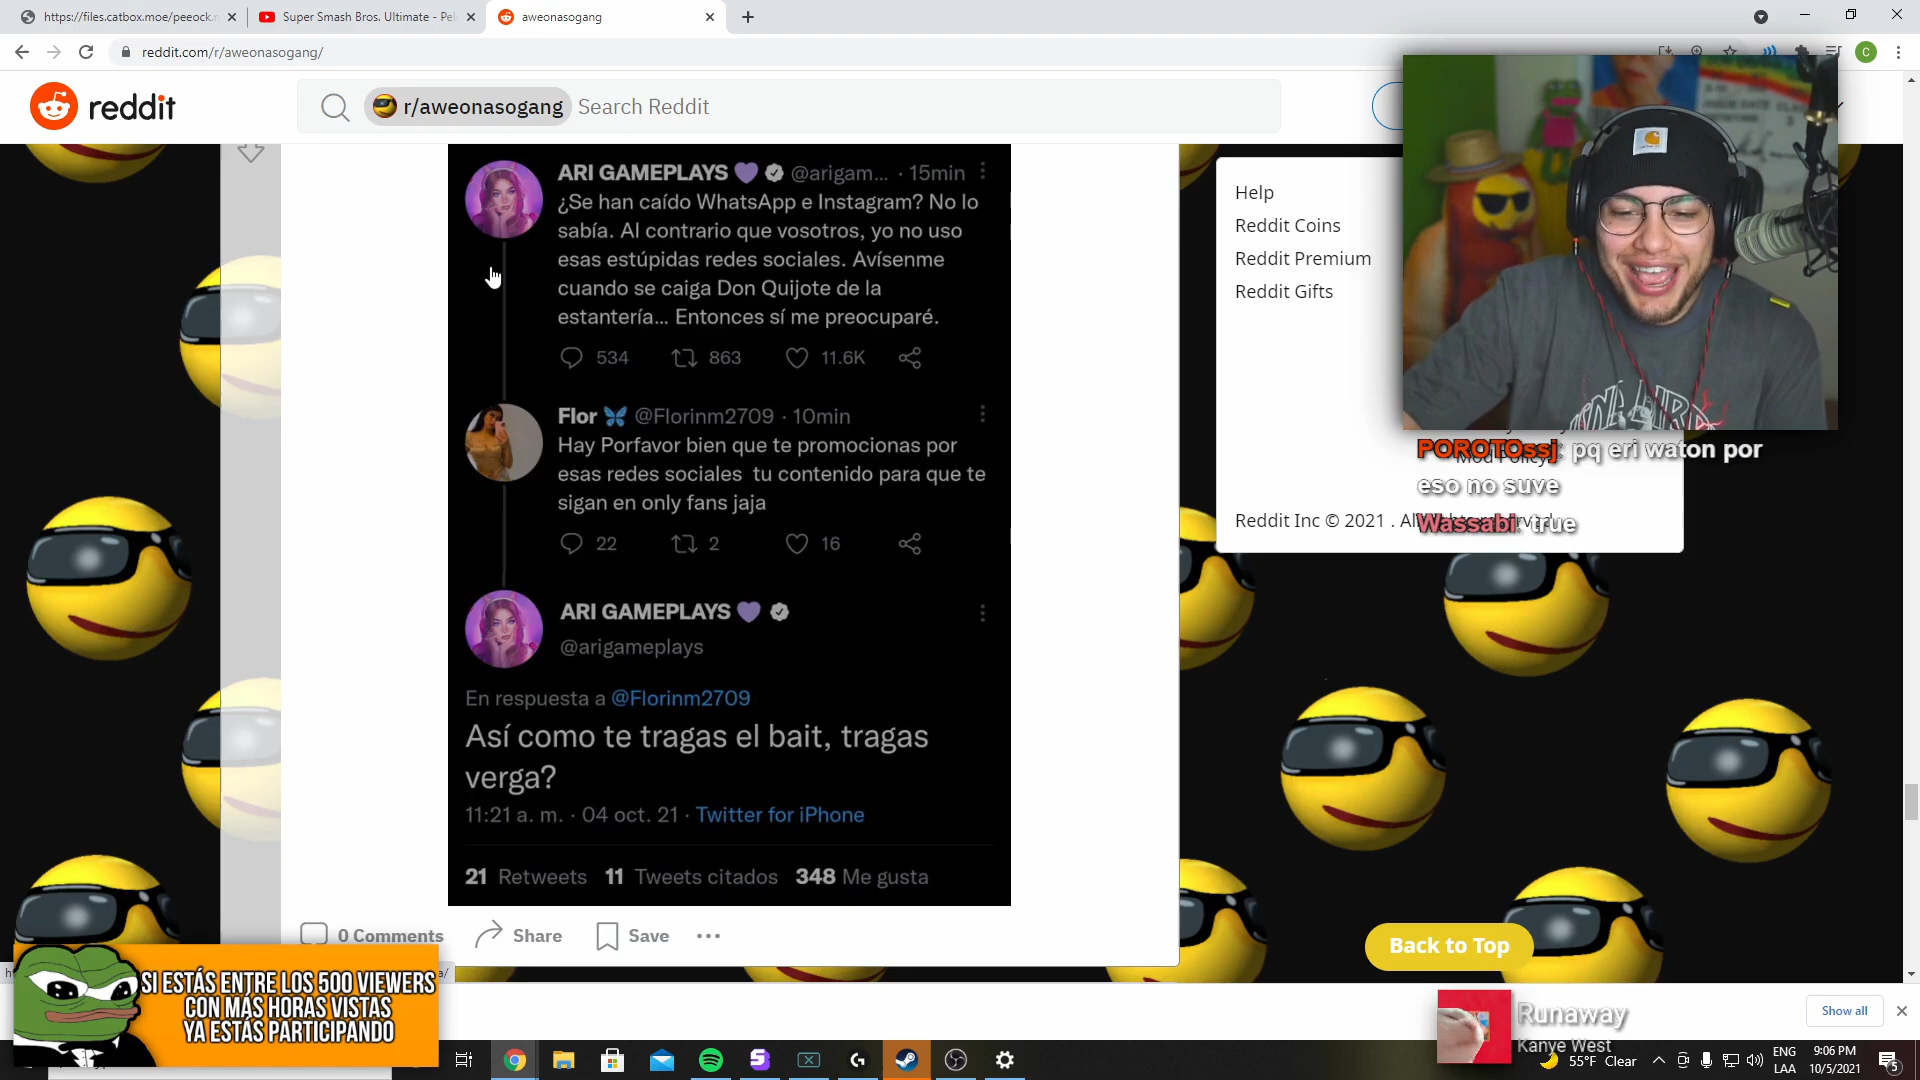 https://files.catbox.moe/peeock.
Super Smash Bros. Ultimate - Pel
aweonasogang
reddit.com/r/aweonasogang/
C
reddit
r/aweonasogang
Search Reddit
ARI GAMEPLAYS @arigam... · 15min
¿Se han caído WhatsApp e Instagram? No lo
sabía. Al contrario que vosotros, yo no uso
esas estúpidas redes sociales. Avísenme
cuando se caiga Don Quijote de la
estantería... Entonces sí me preocuparé.
534 863 11.6K
Flor @Florinm2709 · 10min
Hay Porfavor bien que te promocionas por
esas redes sociales tu contenido para que te
sigan en only fans jaja
22 2 16
ARI GAMEPLAYS
@arigameplays
En respuesta a @Florinm2709
Así como te tragas el bait, tragas
verga?
11:21 a. m. · 04 oct. 21 · Twitter for iPhone
21 Retweets 11 Tweets citados 348 Me gusta
0 Comments Share Save
Help
Reddit Coins
Reddit Premium
Reddit Gifts
Mod Policy
Reddit Inc © 2021 .
POROTOssj: pq eri waton por
eso no suve
Wassabi: true
Back to Top
SI ESTÁS ENTRE LOS 500 VIEWERS
CON MÁS HORAS VISTAS
YA ESTÁS PARTICIPANDO
Runaway
Kanye West
Show all
55°F Clear
ENG
LAA
9:06 PM
10/5/2021
5